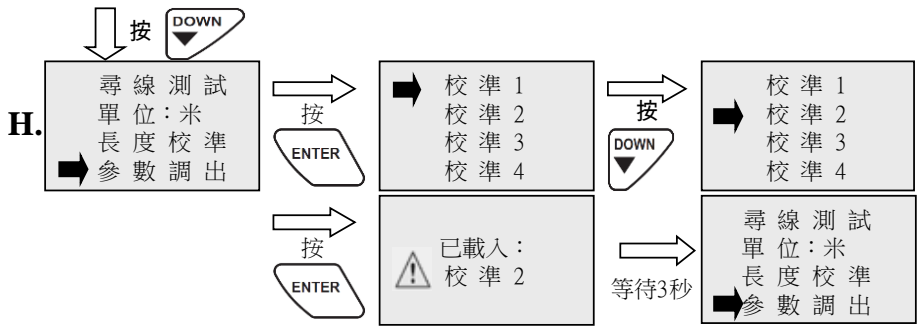 按 DOWN
H.
尋線測試
單位：米
長度校準
參數調出
按
ENTER
校準 1
校準 2
校準 3
校準 4
按
DOWN
校準 1
校準 2
校準 3
校準 4
按
ENTER
已載入：
校準 2
等待3秒
尋線測試
單位：米
長度校準
參數調出